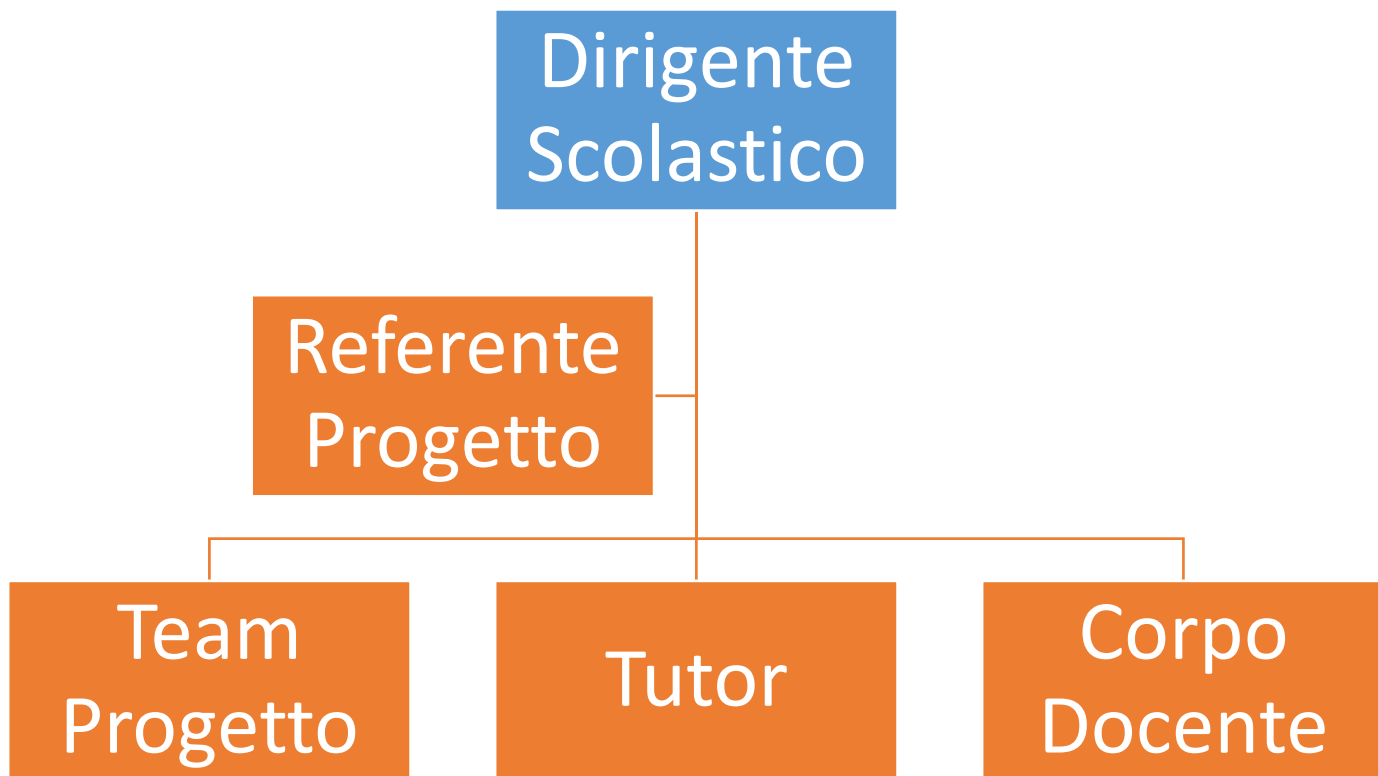 Dirigente
Scolastico
Referente
Progetto
Team
Progetto
Tutor
Corpo
Docente